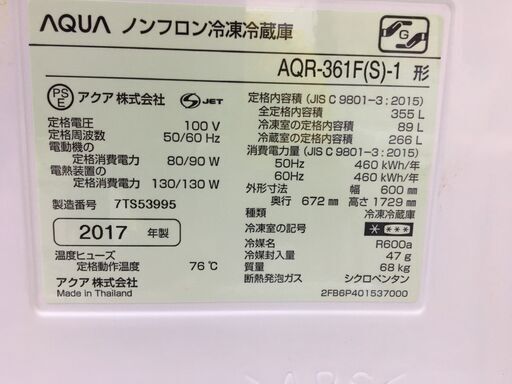 AQUA ノンフロン冷凍冷蔵庫
AQR-361F(S)-1 形
PS E アクア 株式会社 S JET
定格電圧 100 V
定格周波数 50/60 Hz
電動機の
定格消費電力 80/90 W
電熱装置の
定格消費電力 130/130 W
製造番号 7TS53995
2017 年製
温度ヒューズ
定格動作温度 76℃
アクア 株式会社
Made in Thailand
定格内容積 (JIS C 9801-3 : 2015)
全定格内容積 355 L
冷凍室の定格内容積 89 L
冷蔵室の定格内容積 266 L
消費電力量 (JIS C 9801-3 : 2015)
50Hz 460 kWh/年
60Hz 460 kWh/年
外形寸法 幅 600 mm
奥行 672 mm 高さ 1729 mm
種類 冷凍冷蔵庫
冷凍室の記号
冷媒名 R600a
冷媒封入量 47 g
質量 68 kg
断熱発泡ガス シクロペンタン
2FB6P401537000
G